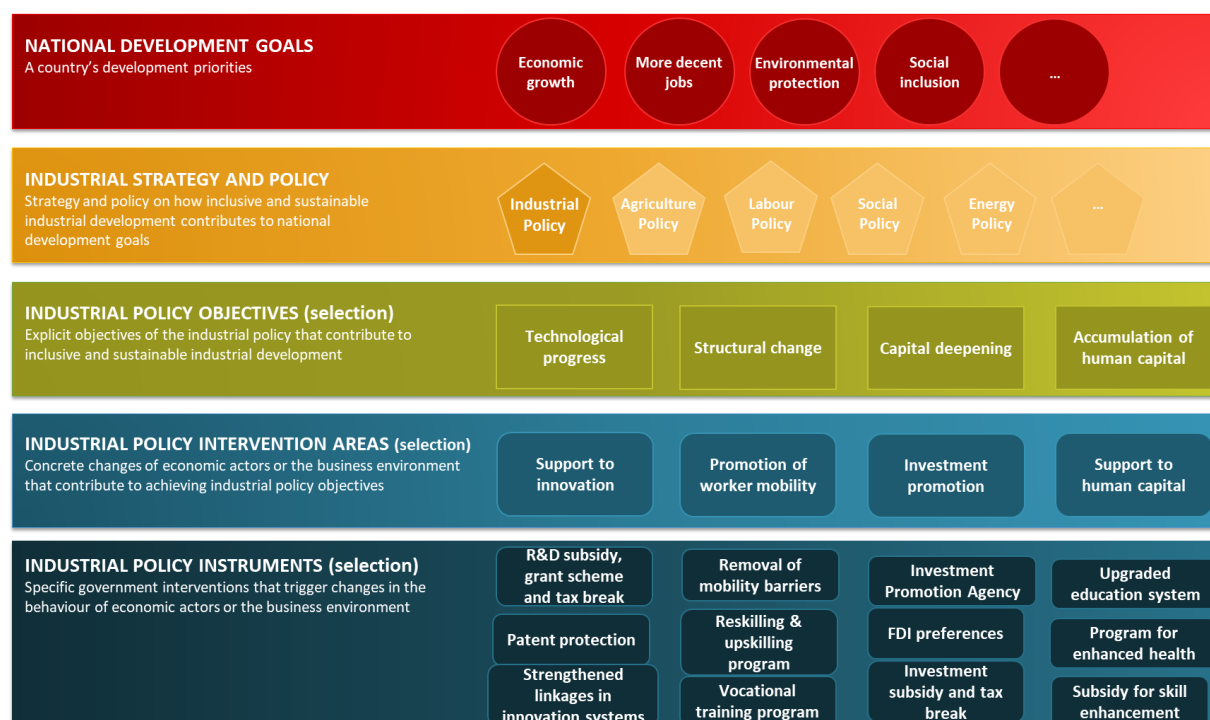 NATIONAL DEVELOPMENT GOALS
A country's development priorities
Economic
growth
More decent
jobs
Environmental
protection
Social
inclusion
...
INDUSTRIAL STRATEGY AND POLICY
Strategy and policy on how inclusive and sustainable
industrial development contributes to national
development goals
Industrial
Policy
Agriculture
Policy
Labour
Policy
Social
Policy
Energy
Policy
...
INDUSTRIAL POLICY OBJECTIVES (selection)
Explicit objectives of the industrial policy that contribute to
inclusive and sustainable industrial development
Technological
progress
Structural change
Capital deepening
Accumulation of
human capital
INDUSTRIAL POLICY INTERVENTION AREAS (selection)
Concrete changes of economic actors or the business environment
that contribute to achieving industrial policy objectives
Support to
innovation
Promotion of
worker mobility
Investment
promotion
Support to
human capital
INDUSTRIAL POLICY INSTRUMENTS (selection)
Specific government interventions that trigger changes in the
behaviour of economic actors or the business environment
R&D subsidy,
grant scheme
and tax break
Patent protection
Strengthened
linkages in
innovation systems
Removal of
mobility barriers
Reskilling &
upskilling
program
Vocational
training program
Investment
Promotion Agency
FDI preferences
Investment
subsidy and tax
break
Upgraded
education system
Program for
enhanced health
Subsidy for skill
enhancement